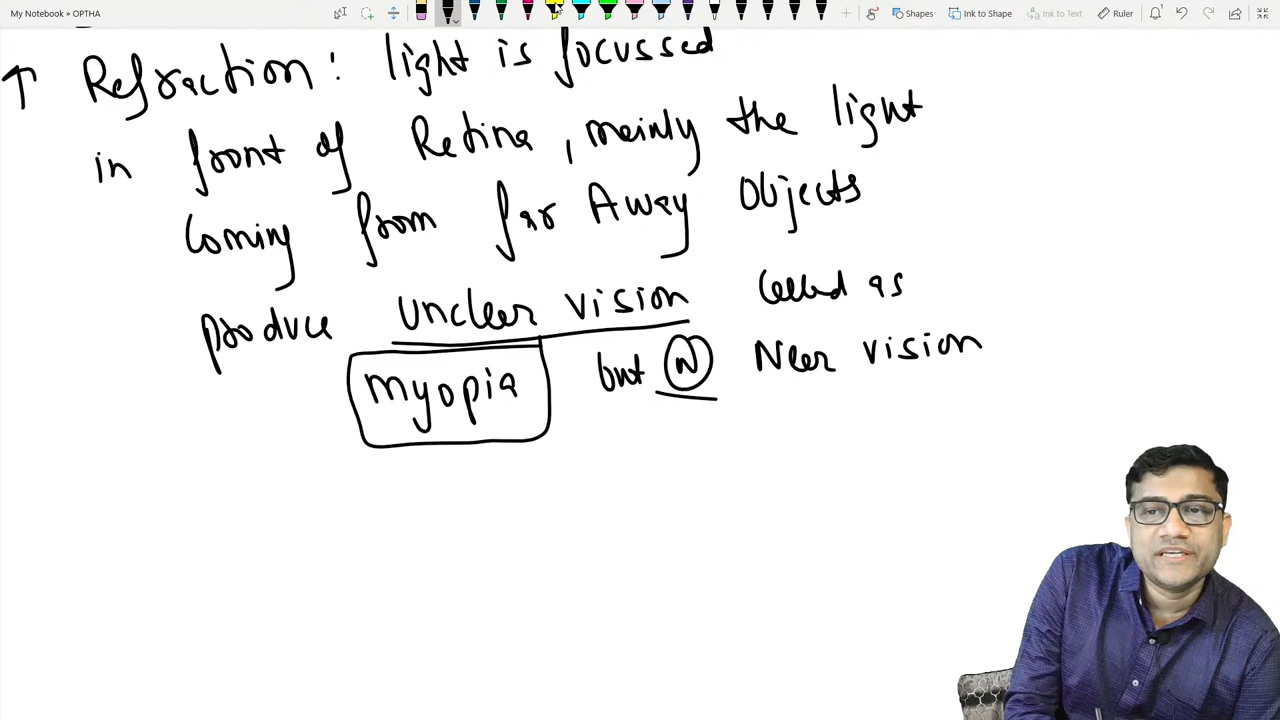 My Notebook » OPTHA
Shapes Ink to Shape Ink to Text Ruler
↑ Refraction: light is focussed
in front of Retina, mainly the light
Coming from far Away Objects
produce unclear vision called as
myopia but N Near vision